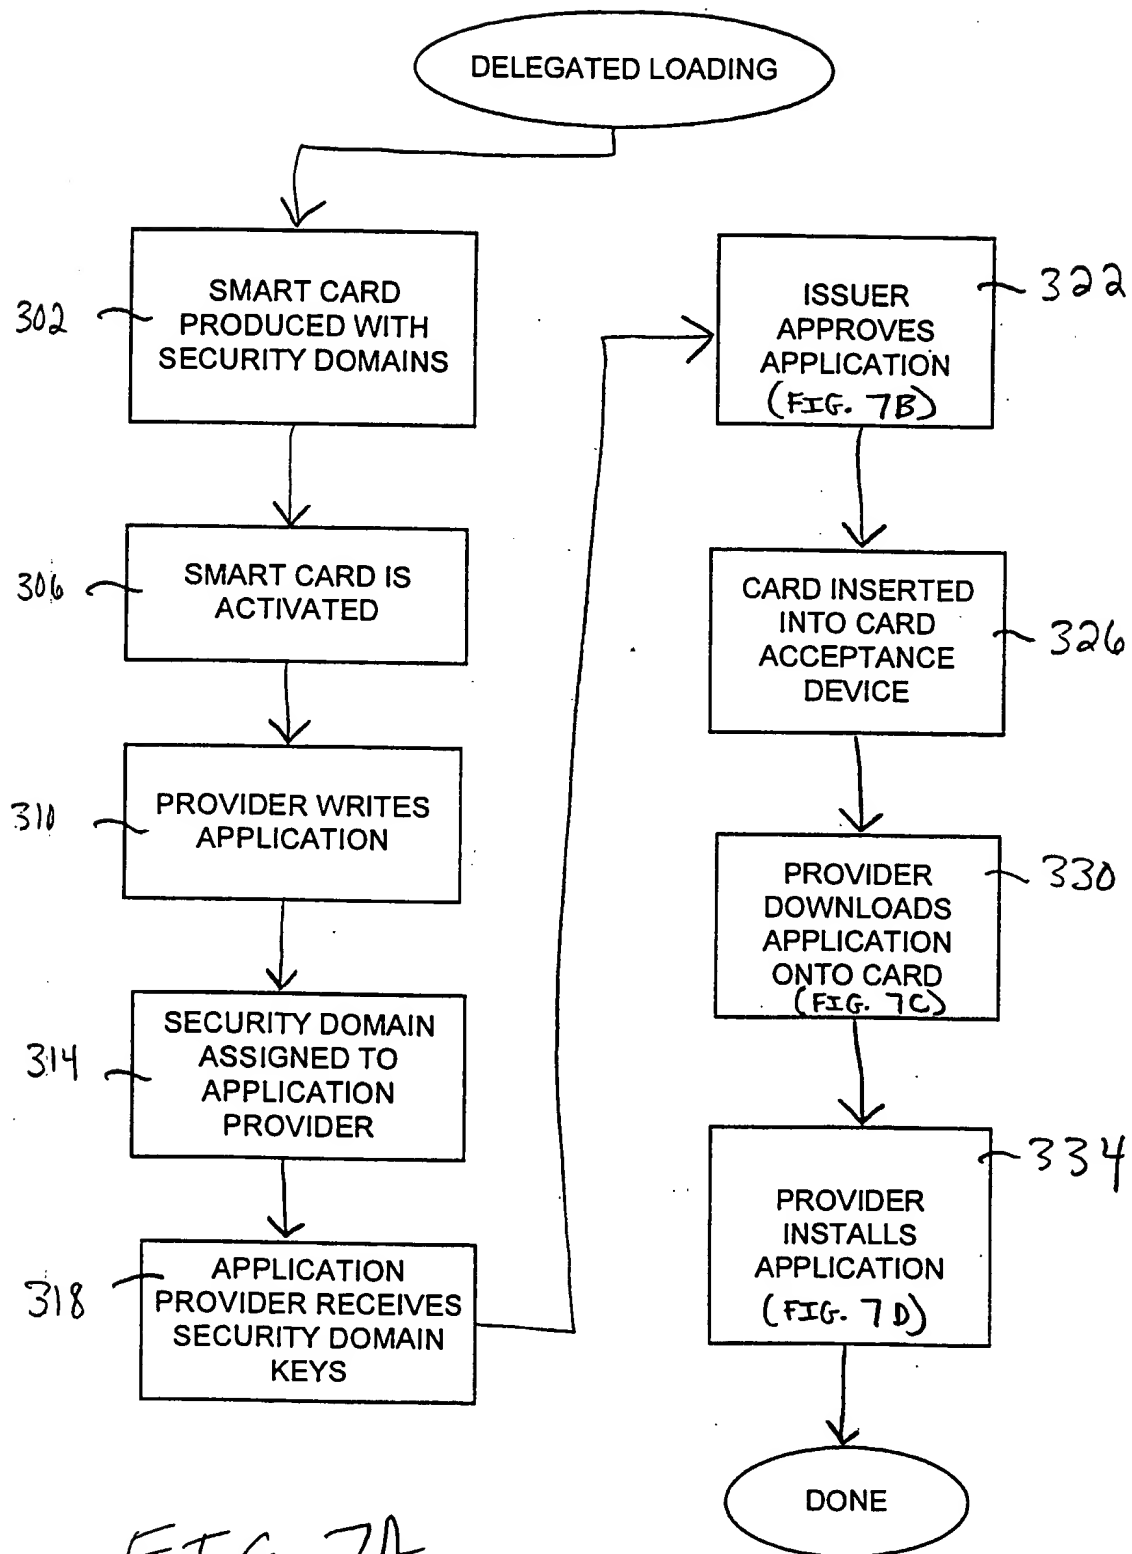 DELEGATED LOADING
302
SMART CARD
PRODUCED WITH
SECURITY DOMAINS
306
SMART CARD IS
ACTIVATED
310
PROVIDER WRITES
APPLICATION
314
SECURITY DOMAIN
ASSIGNED TO
APPLICATION
PROVIDER
318
APPLICATION
PROVIDER RECEIVES
SECURITY DOMAIN
KEYS
322
ISSUER
APPROVES
APPLICATION
(FIG. 7B)
326
CARD INSERTED
INTO CARD
ACCEPTANCE
DEVICE
330
PROVIDER
DOWNLOADS
APPLICATION
ONTO CARD
(FIG. 7C)
334
PROVIDER
INSTALLS
APPLICATION
(FIG. 7D)
DONE
FIG. 7A